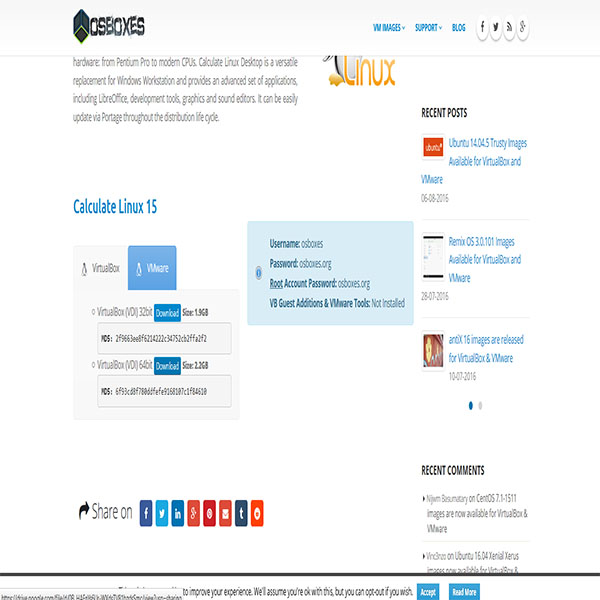 OSBOXES
VM IMAGES SUPPORT BLOG
hardware: from Pentium Pro to modern CPUs. Calculate Linux Desktop is a versatile
replacement for Windows Workstation and provides an advanced set of applications,
including LibreOffice, development tools, graphics and sound editors. It can be easily
update via Portage throughout the distribution life cycle.
Linux
Calculate Linux 15
VirtualBox
VMware
VirtualBox (VDI) 32bit Download Size: 1.9GB
MD5: 2f9663ee8f6214222c34752cb2ffa2f2
VirtualBox (VDI) 64bit Download Size: 2.2GB
MD5: 6f93cd0f780ddfefe9168107c1f84610
Username: osboxes
Password: osboxes.org
Root Account Password: osboxes.org
VB Guest Additions & VMware Tools: Not Installed
Share on
RECENT POSTS
ubuntu
Ubuntu 14.04.5 Trusty Images
Available for VirtualBox and
VMware
06-08-2016
Remix OS 3.0.101 Images
Available for VirtualBox and
VMware
28-07-2016
antiX 16 images are released
for VirtualBox & VMware
10-07-2016
RECENT COMMENTS
Nijwm Basumatary on CentOS 7.1-1511
images are now available for VirtualBox &
VMware
Vinc3nzo on Ubuntu 16.04 Xenial Xerus
images now available for VirtualBox &
to improve your experience. We'll assume you're ok with this, but you can opt-out if you wish. Accept Read More